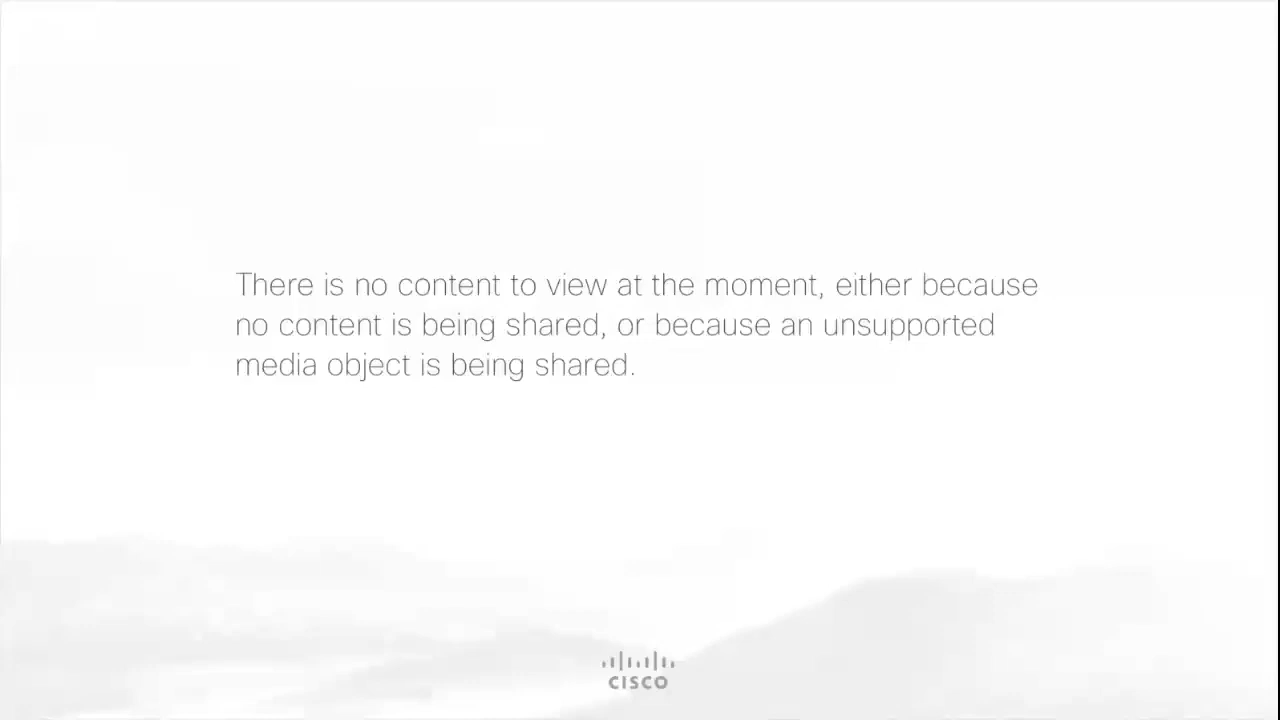 There is no content to view at the moment, either because
no content is being shared, or because an unsupported
media object is being shared.
CISCO